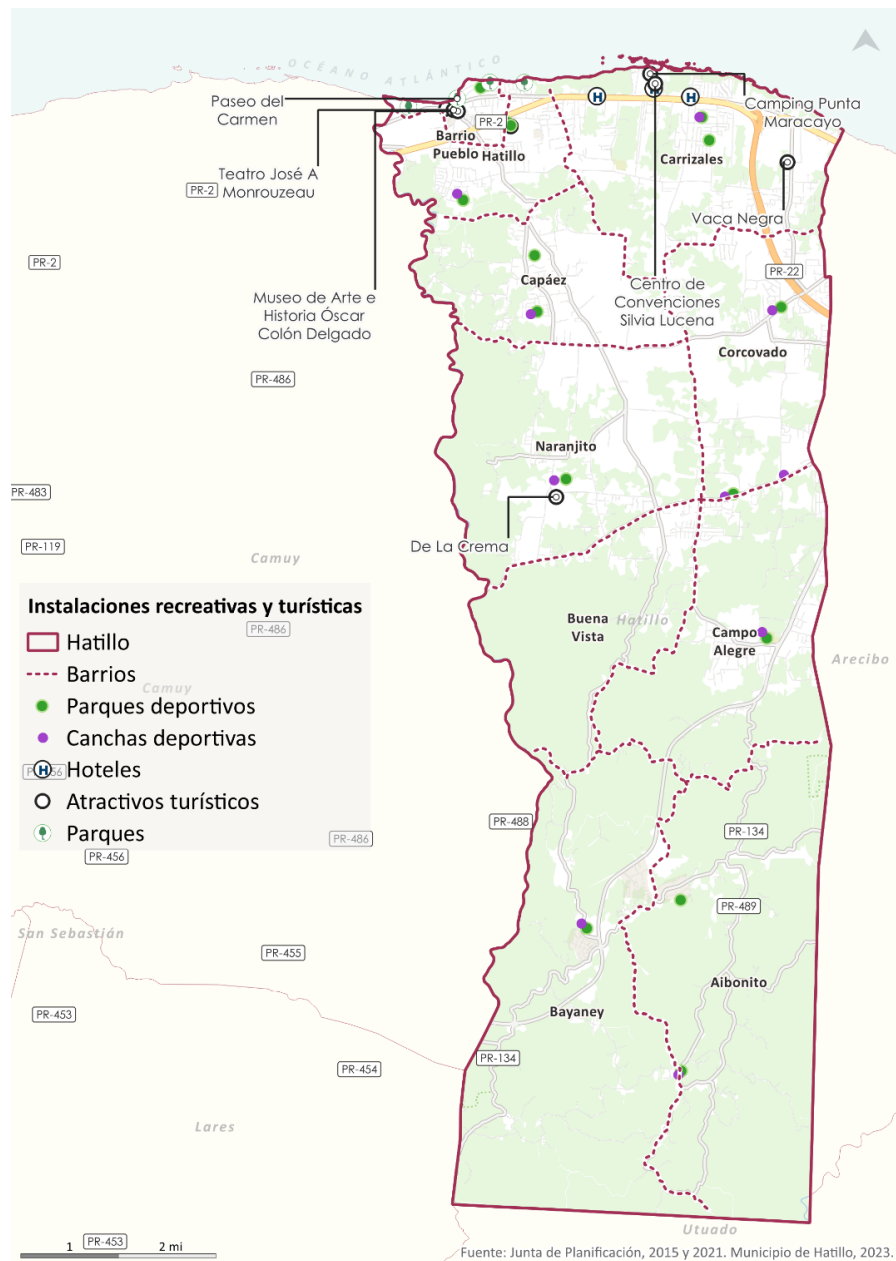 OCÉANO ATLÁNTICO
Paseo del
Carmen
Camping Punta
Maracayo
H
H
PR-2
Barrio
Pueblo
Hatillo
Carrizales
Teatro José A
Monrouzeau
PR-2
Vaca Negra
PR-2
PR-22
Capáez
Museo de Arte e
Historia Óscar
Colón Delgado
Centro de
Convenciones
Silvia Lucena
Corcovado
PR-486
Naranjito
PR-483
De La Crema
PR-119
Camuy
Instalaciones recreativas y turísticas
Hatillo
Barrios
Parques deportivos
Canchas deportivas
H Hoteles
Atractivos turísticos
Parques
PR-486
Camuy
PR-486
PR-456
Buena
Vista
Hatillo
Campo
Alegre
Arecibo
PR-488
PR-134
PR-489
San Sebastián
PR-455
Aibonito
Bayaney
PR-453
PR-134
PR-454
Lares
Utuado
PR-453
1
2 mi
Fuente: Junta de Planificación, 2015 y 2021. Municipio de Hatillo, 2023.